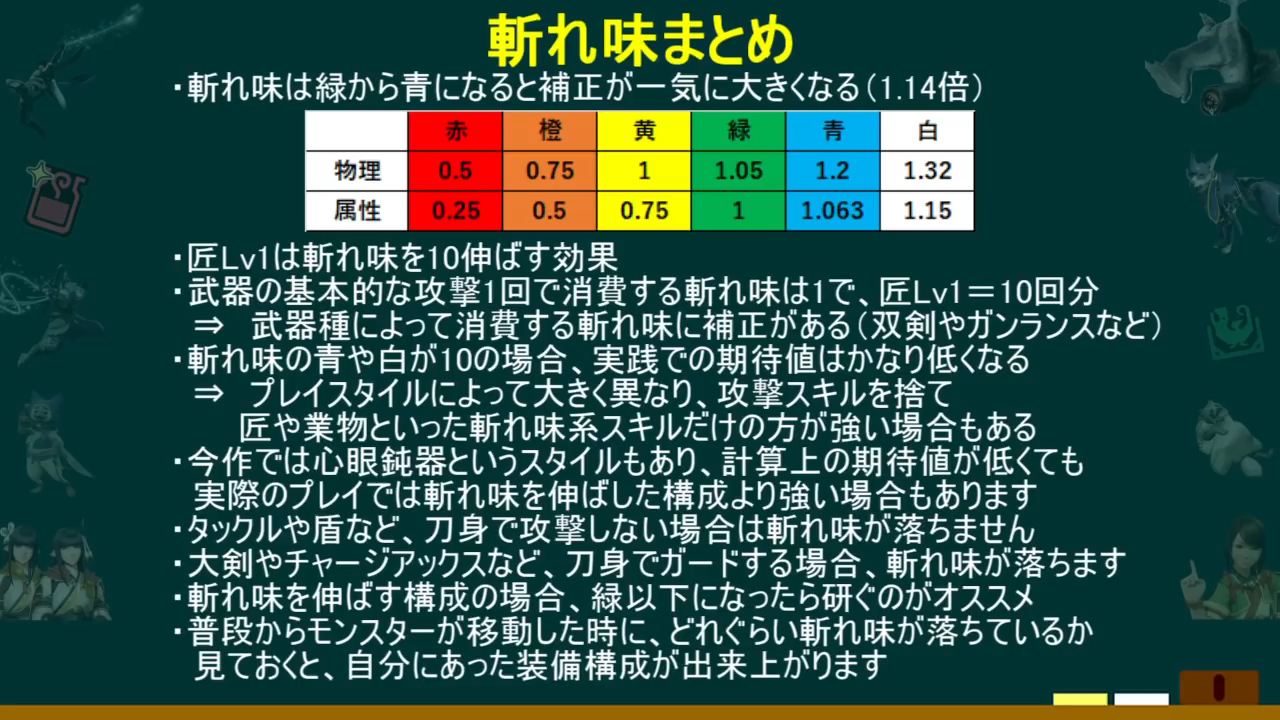 斬れ味まとめ
・斬れ味は緑から青になると補正が一気に大きくなる（1.14倍）
赤 橙 黄 緑 青 白
物理 0.5 0.75 1 1.05 1.2 1.32
属性 0.25 0.5 0.75 1 1.063 1.15
・匠Lv1は斬れ味を10伸ばす効果
・武器の基本的な攻撃1回で消費する斬れ味は1で、匠Lv1＝10回分
⇒　武器種によって消費する斬れ味に補正がある（双剣やガンランスなど）
・斬れ味の青や白が10の場合、実践での期待値はかなり低くなる
⇒　プレイスタイルによって大きく異なり、攻撃スキルを捨て
匠や業物といった斬れ味系スキルだけの方が強い場合もある
・今作では心眼鈍器というスタイルもあり、計算上の期待値が低くても
実際のプレイでは斬れ味を伸ばした構成より強い場合もあります
・タックルや盾など、刀身で攻撃しない場合は斬れ味が落ちません
・大剣やチャージアックスなど、刀身でガードする場合、斬れ味が落ちます
・斬れ味を伸ばす構成の場合、緑以下になったら研ぐのがオススメ
・普段からモンスターが移動した時に、どれぐらい斬れ味が落ちているか
見ておくと、自分にあった装備構成が出来上がります